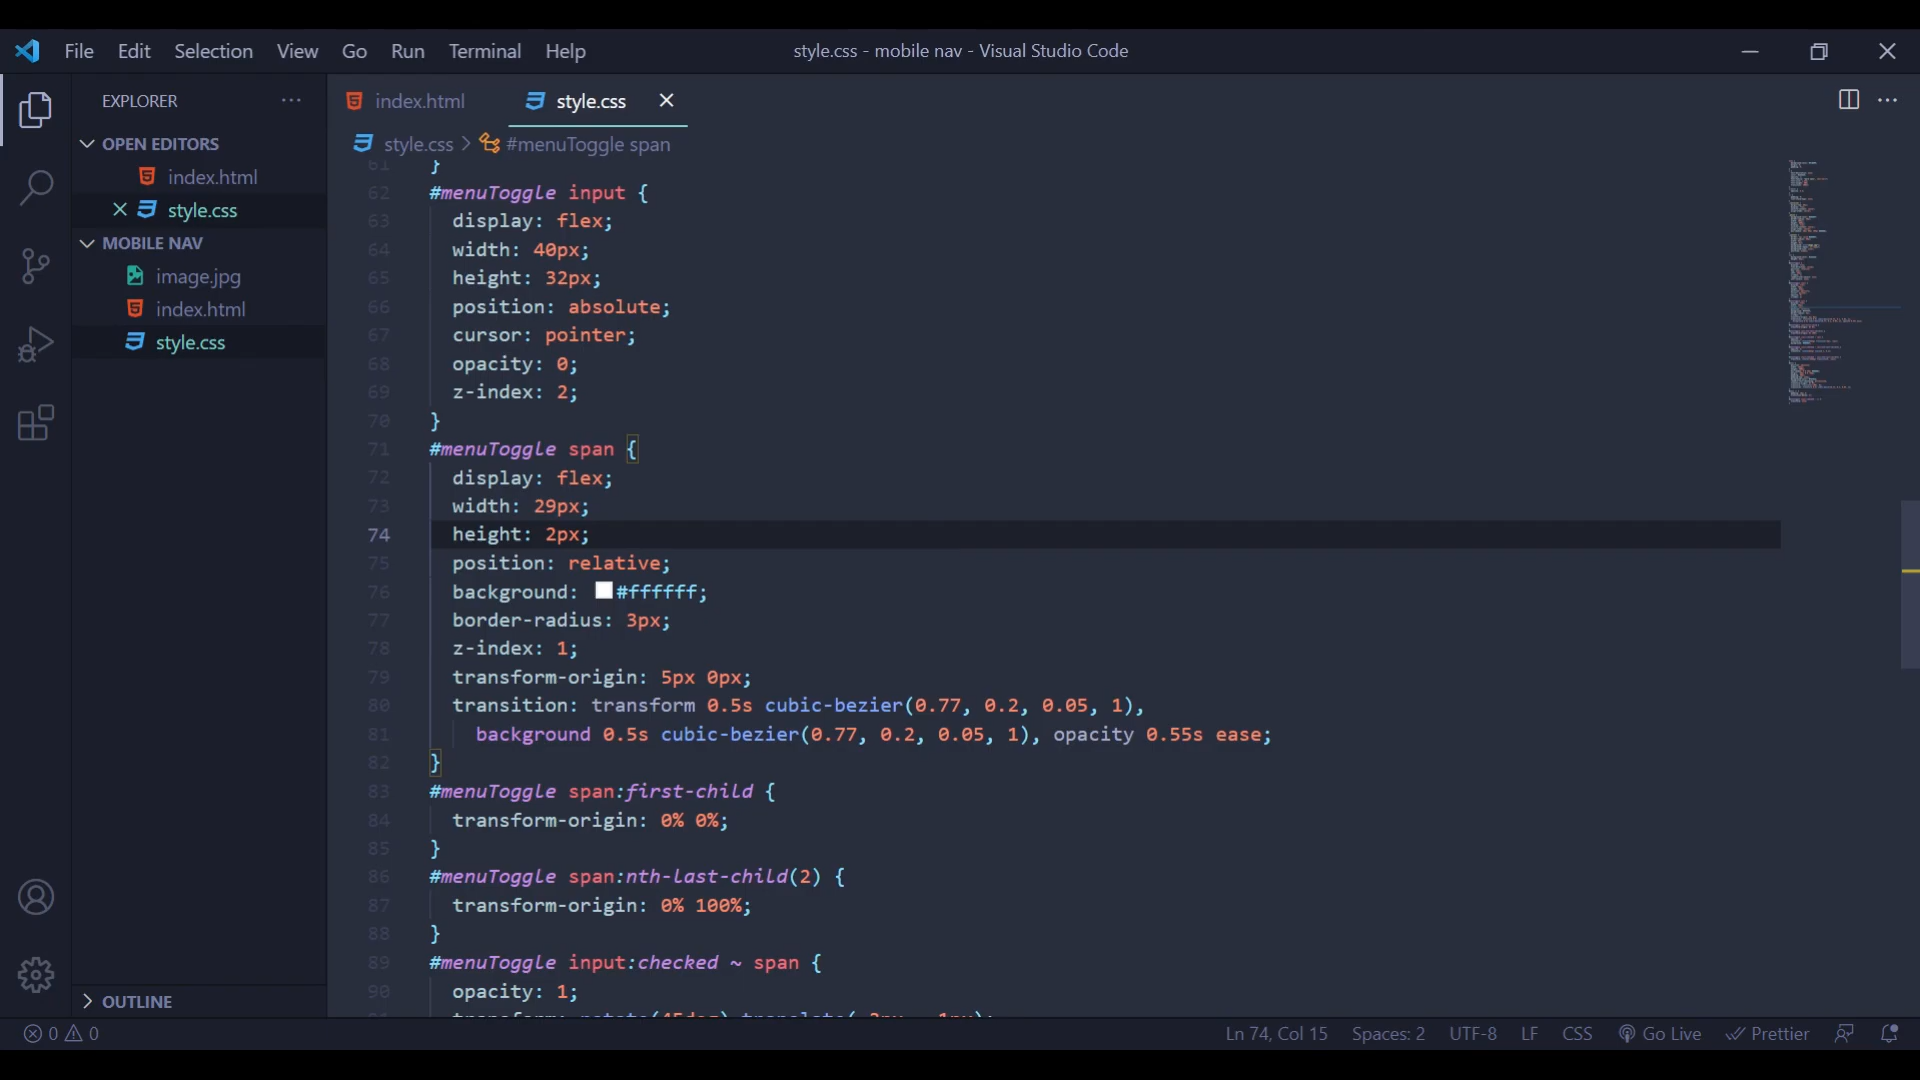 File Edit Selection View Go Run Terminal Help
style.css - mobile nav - Visual Studio Code
EXPLORER
OPEN EDITORS
index.html
style.css
MOBILE NAV
image.jpg
index.html
style.css
OUTLINE
index.html style.css
style.css > #menuToggle span
61 }
62 #menuToggle input {
63 display: flex;
64 width: 40px;
65 height: 32px;
66 position: absolute;
67 cursor: pointer;
68 opacity: 0;
69 z-index: 2;
70 }
71 #menuToggle span {
72 display: flex;
73 width: 29px;
74 height: 2px;
75 position: relative;
76 background: #ffffff;
77 border-radius: 3px;
78 z-index: 1;
79 transform-origin: 5px 0px;
80 transition: transform 0.5s cubic-bezier(0.77, 0.2, 0.05, 1),
81 background 0.5s cubic-bezier(0.77, 0.2, 0.05, 1), opacity 0.55s ease;
82 }
83 #menuToggle span:first-child {
84 transform-origin: 0% 0%;
85 }
86 #menuToggle span:nth-last-child(2) {
87 transform-origin: 0% 100%;
88 }
89 #menuToggle input:checked ~ span {
90 opacity: 1;
0 0
Ln 74, Col 15 Spaces: 2 UTF-8 LF CSS Go Live Prettier